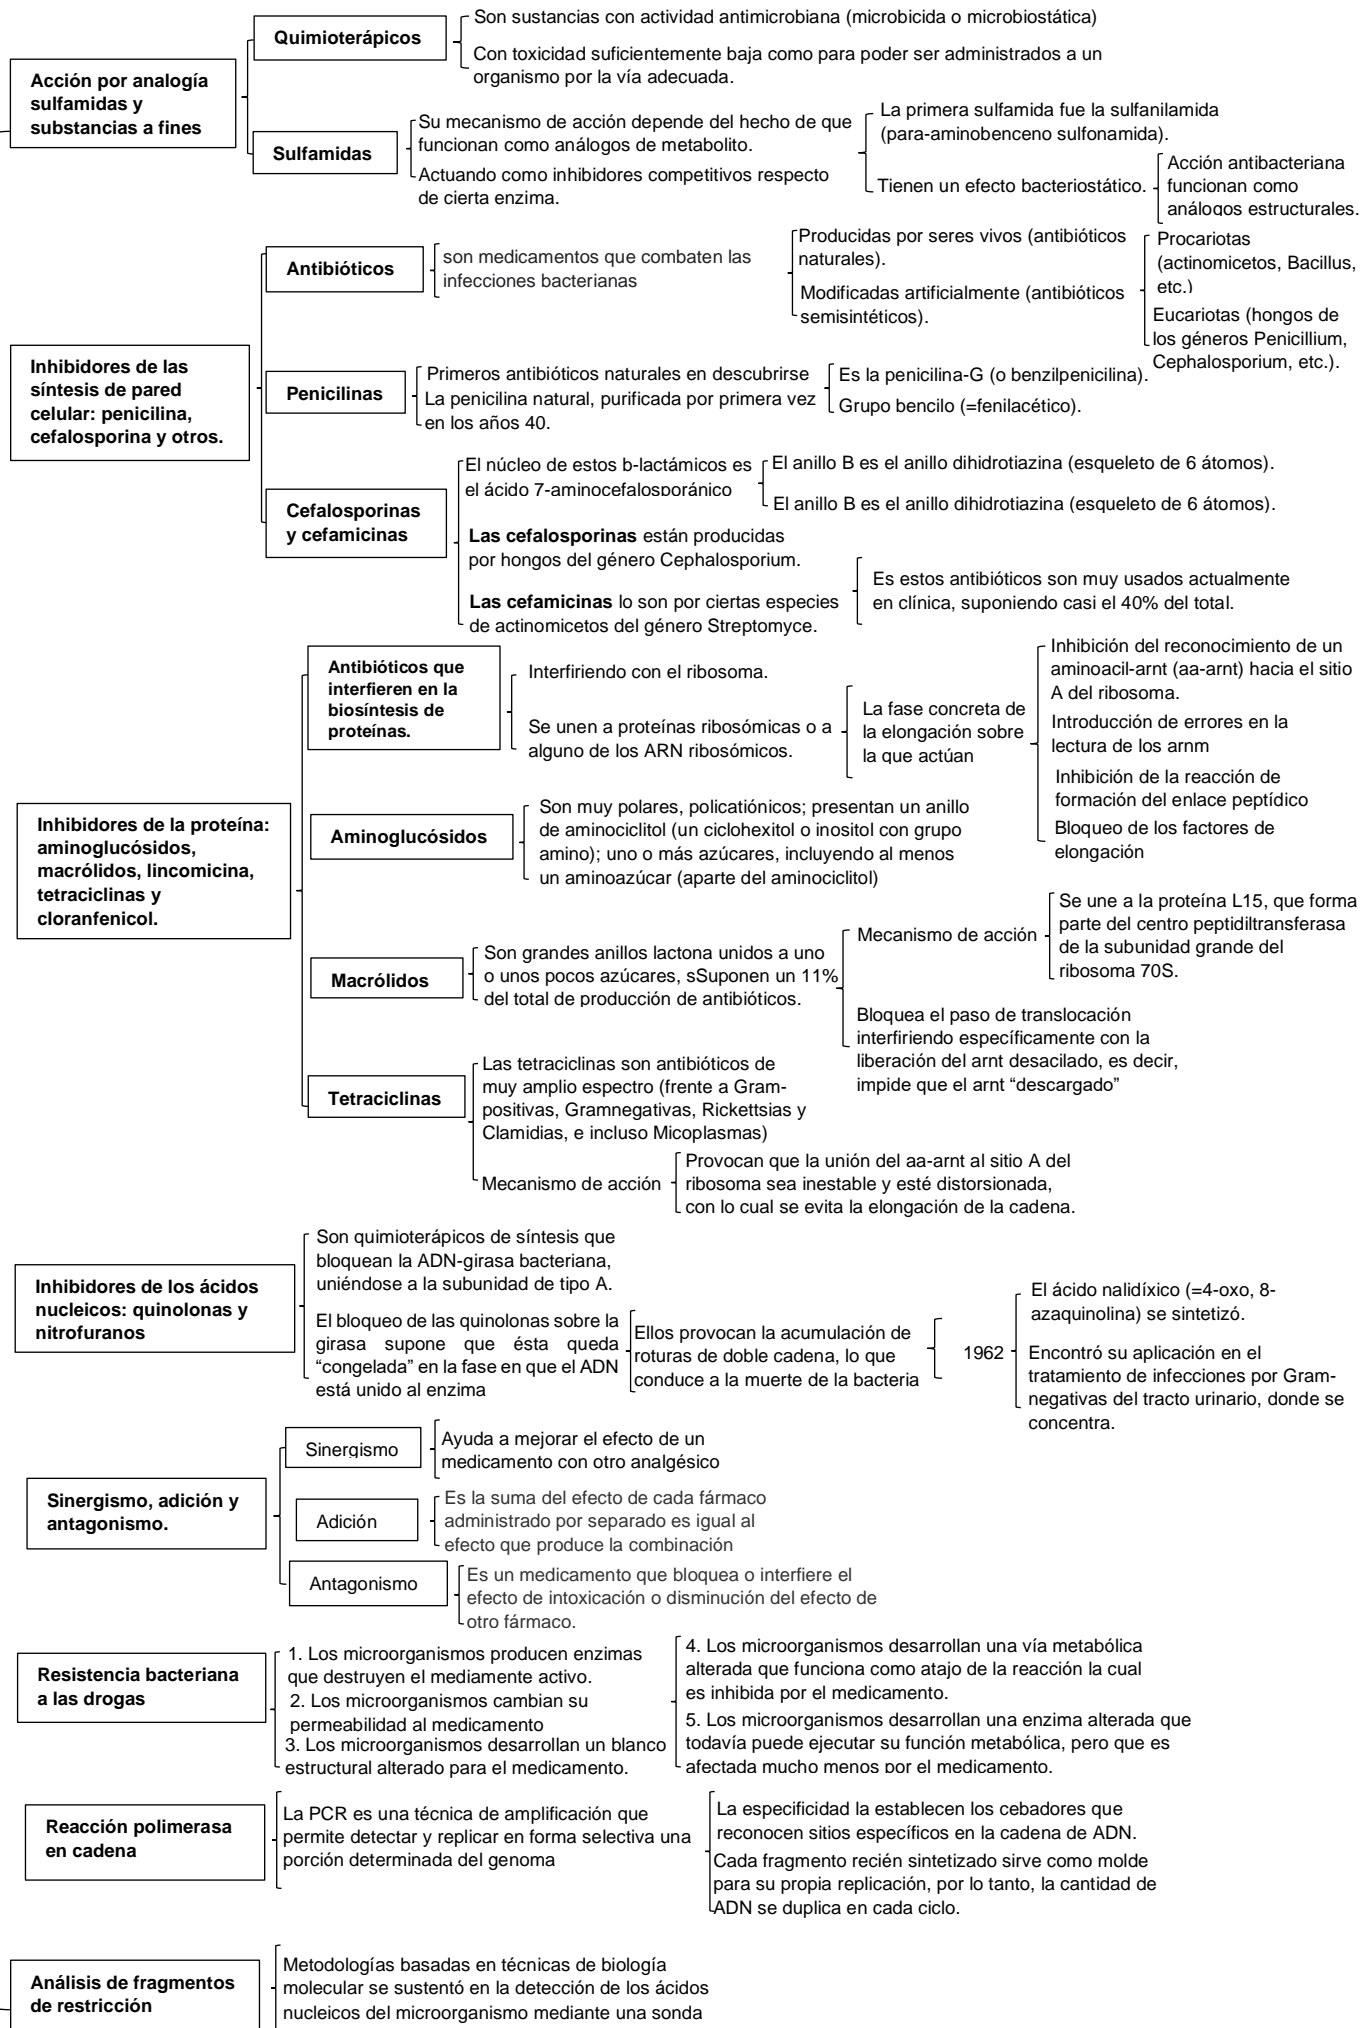 Acción por analogía
sulfamidas y
substancias a fines
Quimioterápicos
Son sustancias con actividad antimicrobiana (microbicida o microbiostática)
Con toxicidad suficientemente baja como para poder ser administrados a un
organismo por la vía adecuada.
Sulfamidas
Su mecanismo de acción depende del hecho de que
funcionan como análogos de metabolito.
Actuando como inhibidores competitivos respecto
de cierta enzima.
La primera sulfamida fue la sulfanilamida
(para-aminobenceno sulfonamida).
Tienen un efecto bacteriostático.
Acción antibacteriana
funcionan como
análogos estructurales.
Inhibidores de las
síntesis de pared
celular: penicilina,
cefalosporina y otros.
Antibióticos
son medicamentos que combaten las
infecciones bacterianas
Producidas por seres vivos (antibióticos
naturales).
Modificadas artificialmente (antibióticos
semisintéticos).
Procariotas
(actinomicetos, Bacillus,
etc.)
Eucariotas (hongos de
los géneros Penicillium,
Cephalosporium, etc.).
Penicilinas
Primeros antibióticos naturales en descubrirse
La penicilina natural, purificada por primera vez
en los años 40.
Es la penicilina-G (o benzilpenicilina).
Grupo bencilo (=fenilacético).
Cefalosporinas
y cefamicinas
El núcleo de estos b-lactámicos es
el ácido 7-aminocefalosporánico
El anillo B es el anillo dihidrotiazina (esqueleto de 6 átomos).
El anillo B es el anillo dihidrotiazina (esqueleto de 6 átomos).
Las cefalosporinas están producidas
por hongos del género Cephalosporium.
Las cefamicinas lo son por ciertas especies
de actinomicetos del género Streptomyce.
Es estos antibióticos son muy usados actualmente
en clínica, suponiendo casi el 40% del total.
Inhibidores de la proteína:
aminoglucósidos,
macrólidos, lincomicina,
tetraciclinas y
cloranfenicol.
Antibióticos que
interfieren en la
biosíntesis de
proteínas.
Interfiriendo con el ribosoma.
Se unen a proteínas ribosómicas o a
alguno de los ARN ribosómicos.
La fase concreta de
la elongación sobre
la que actúan
Inhibición del reconocimiento de un
aminoacil-arnt (aa-arnt) hacia el sitio
A del ribosoma.
Introducción de errores en la
lectura de los arnm
Inhibición de la reacción de
formación del enlace peptídico
Bloqueo de los factores de
elongación
Aminoglucósidos
Son muy polares, policatiónicos; presentan un anillo
de aminociclitol (un ciclohexitol o inositol con grupo
amino); uno o más azúcares, incluyendo al menos
un aminoazúcar (aparte del aminociclitol)
Macrólidos
Son grandes anillos lactona unidos a uno
o unos pocos azúcares, sSuponen un 11%
del total de producción de antibióticos.
Mecanismo de acción
Se une a la proteína L15, que forma
parte del centro peptidiltransferasa
de la subunidad grande del
ribosoma 70S.
Bloquea el paso de translocación
interfiriendo específicamente con la
liberación del arnt desacilado, es decir,
impide que el arnt “descargado”
Tetraciclinas
Las tetraciclinas son antibióticos de
muy amplio espectro (frente a Gram-
positivas, Gramnegativas, Rickettsias y
Clamidias, e incluso Micoplasmas)
Mecanismo de acción
Provocan que la unión del aa-arnt al sitio A del
ribosoma sea inestable y esté distorsionada,
con lo cual se evita la elongación de la cadena.
Inhibidores de los ácidos
nucleicos: quinolonas y
nitrofuranos
Son quimioterápicos de síntesis que
bloquean la ADN-girasa bacteriana,
uniéndose a la subunidad de tipo A.
El bloqueo de las quinolonas sobre la
girasa supone que ésta queda
“congelada” en la fase en que el ADN
está unido al enzima
Ellos provocan la acumulación de
roturas de doble cadena, lo que
conduce a la muerte de la bacteria
1962
El ácido nalidíxico (=4-oxo, 8-
azaquinolina) se sintetizó.
Encontró su aplicación en el
tratamiento de infecciones por Gram-
negativas del tracto urinario, donde se
concentra.
Sinergismo, adición y
antagonismo.
Sinergismo
Ayuda a mejorar el efecto de un
medicamento con otro analgésico
Adición
Es la suma del efecto de cada fármaco
administrado por separado es igual al
efecto que produce la combinación
Antagonismo
Es un medicamento que bloquea o interfiere el
efecto de intoxicación o disminución del efecto de
otro fármaco.
Resistencia bacteriana
a las drogas
1. Los microorganismos producen enzimas
que destruyen el mediamente activo.
2. Los microorganismos cambian su
permeabilidad al medicamento
3. Los microorganismos desarrollan un blanco
estructural alterado para el medicamento.
4. Los microorganismos desarrollan una vía metabólica
alterada que funciona como atajo de la reacción la cual
es inhibida por el medicamento.
5. Los microorganismos desarrollan una enzima alterada que
todavía puede ejecutar su función metabólica, pero que es
afectada mucho menos por el medicamento.
Reacción polimerasa
en cadena
La PCR es una técnica de amplificación que
permite detectar y replicar en forma selectiva una
porción determinada del genoma
La especificidad la establecen los cebadores que
reconocen sitios específicos en la cadena de ADN.
Cada fragmento recién sintetizado sirve como molde
para su propia replicación, por lo tanto, la cantidad de
ADN se duplica en cada ciclo.
Análisis de fragmentos
de restricción
Metodologías basadas en técnicas de biología
molecular se sustentó en la detección de los ácidos
nucleicos del microorganismo mediante una sonda